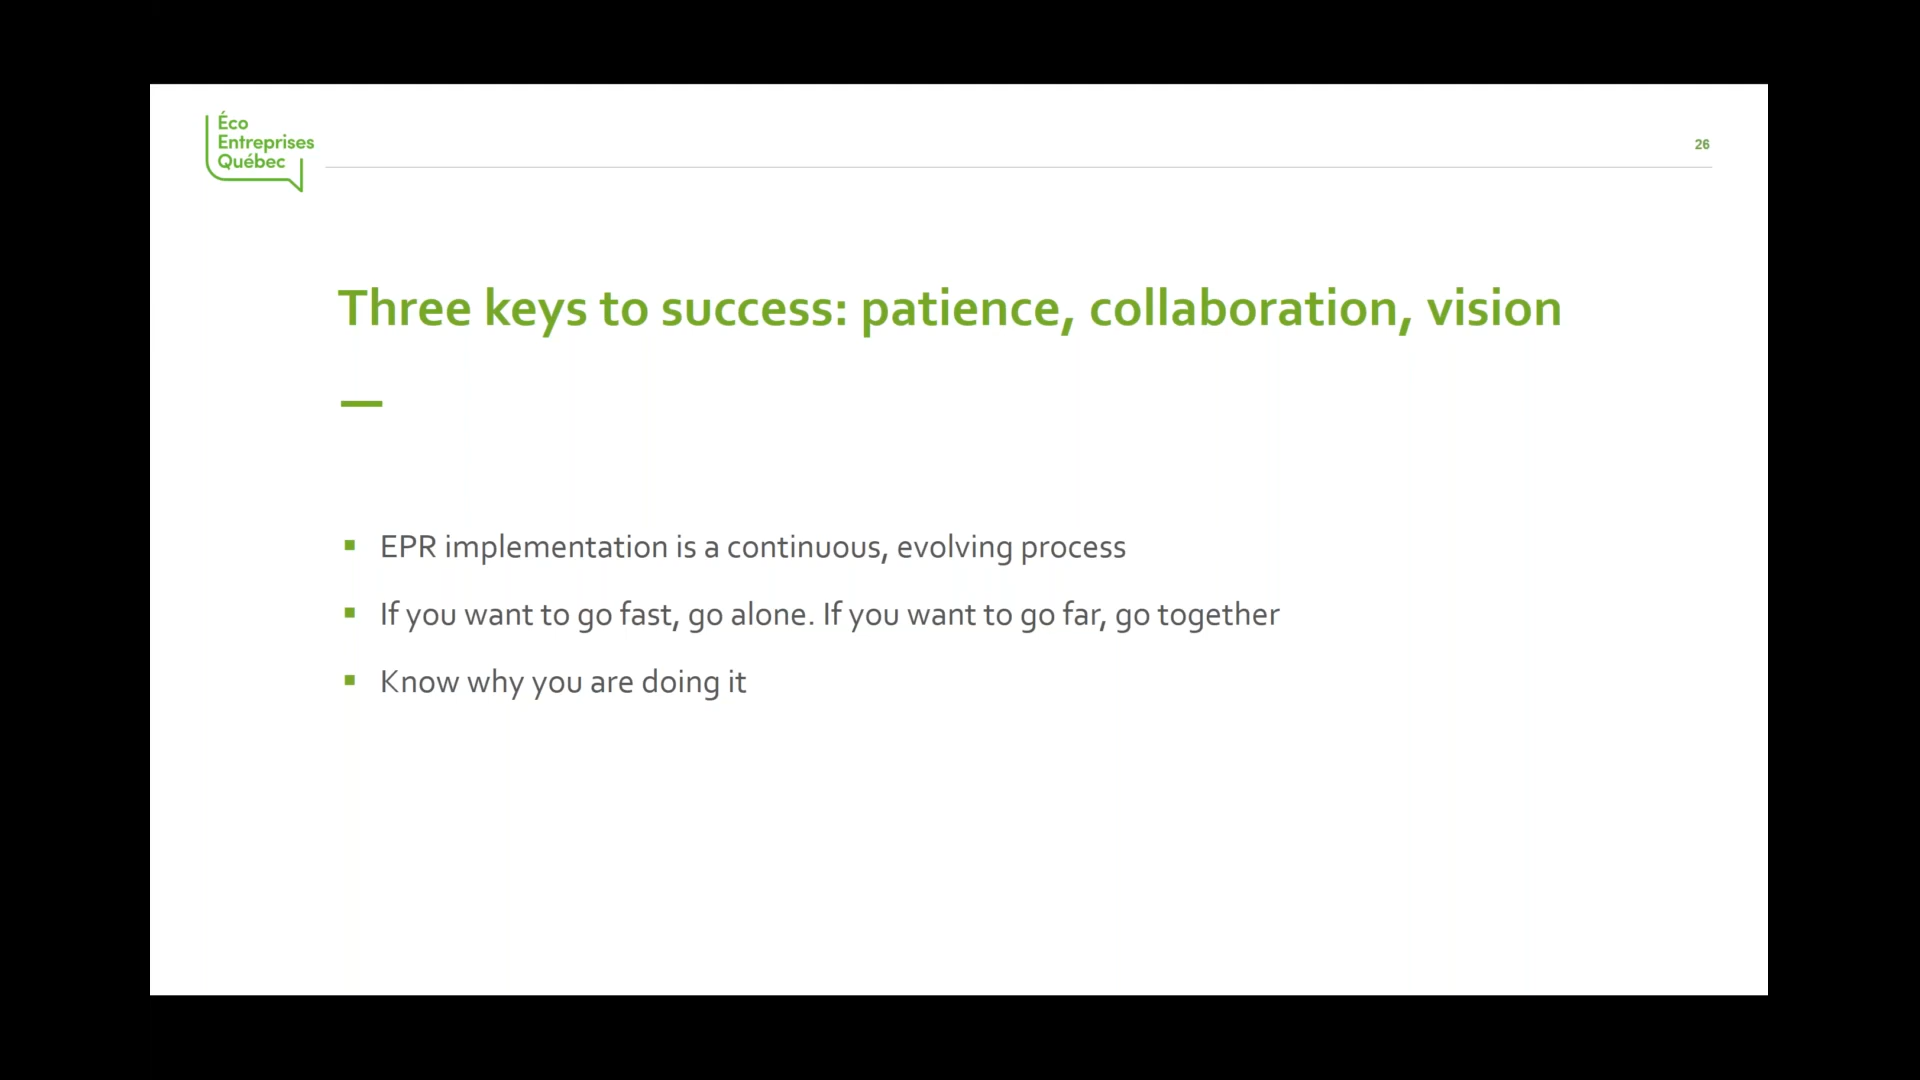 Éco
Entreprises
Québec
26
Three keys to success: patience, collaboration, vision
▪ EPR implementation is a continuous, evolving process
▪ If you want to go fast, go alone. If you want to go far, go together
▪ Know why you are doing it